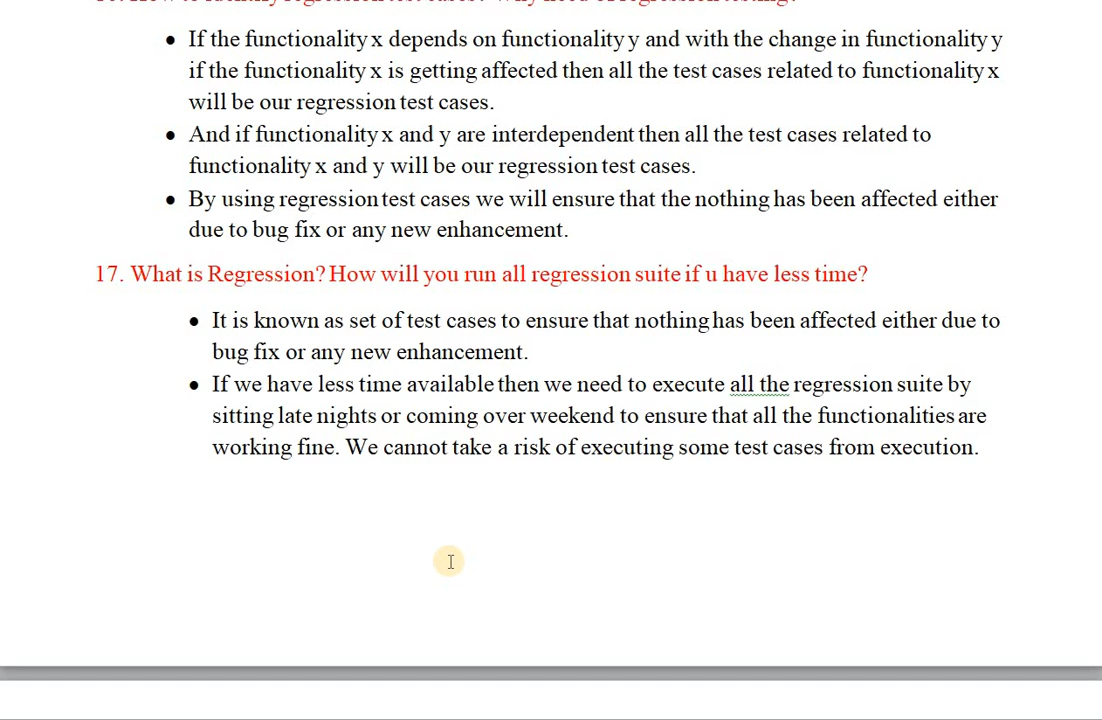 If the functionality x depends on functionality y and with the change in functionality y
if the functionality x is getting affected then all the test cases related to functionality x
will be our regression test cases.
And if functionality x and y are interdependent then all the test cases related to
functionality x and y will be our regression test cases.
By using regression test cases we will ensure that the nothing has been affected either
due to bug fix or any new enhancement.
17. What is Regression? How will you run all regression suite if u have less time?
It is known as set of test cases to ensure that nothing has been affected either due to
bug fix or any new enhancement.
If we have less time available then we need to execute all the regression suite by
sitting late nights or coming over weekend to ensure that all the functionalities are
working fine. We cannot take a risk of executing some test cases from execution.